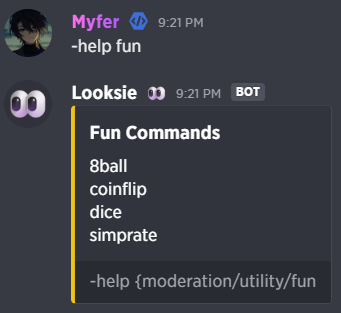 Myfer 9:21 PM
-help fun
Looksie 👀 9:21 PM BOT
Fun Commands
8ball
coinflip
dice
simprate
-help {moderation/utility/fun